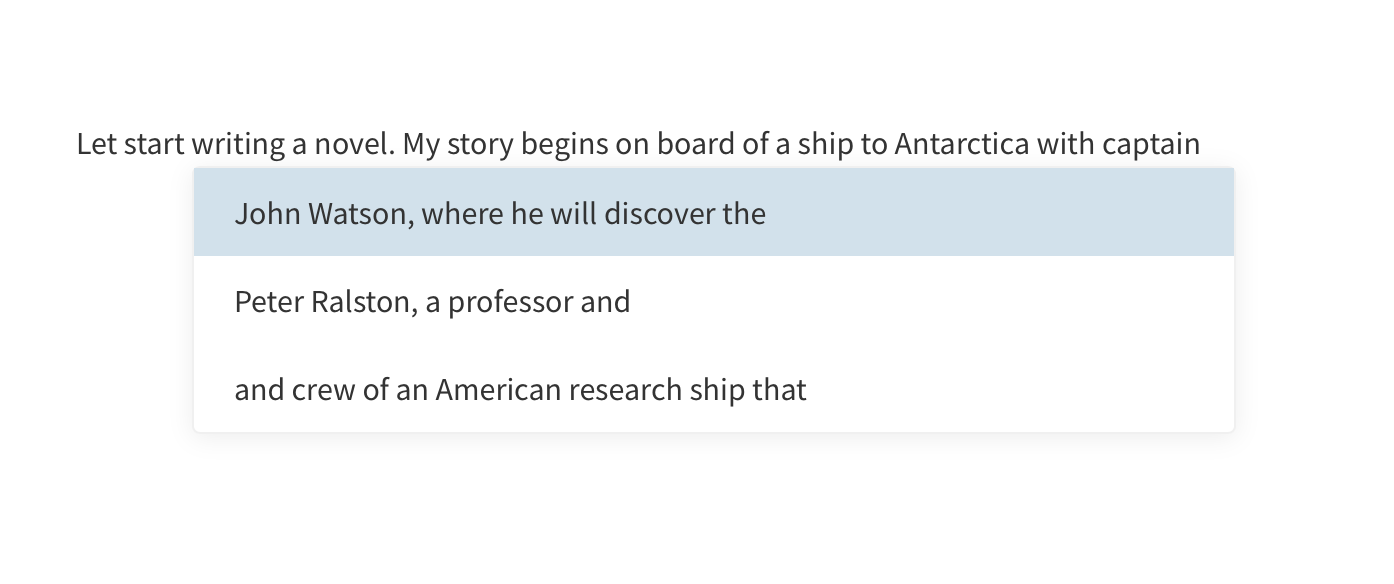 Let start writing a novel. My story begins on board of a ship to Antarctica with captain
John Watson, where he will discover the
Peter Ralston, a professor and
and crew of an American research ship that